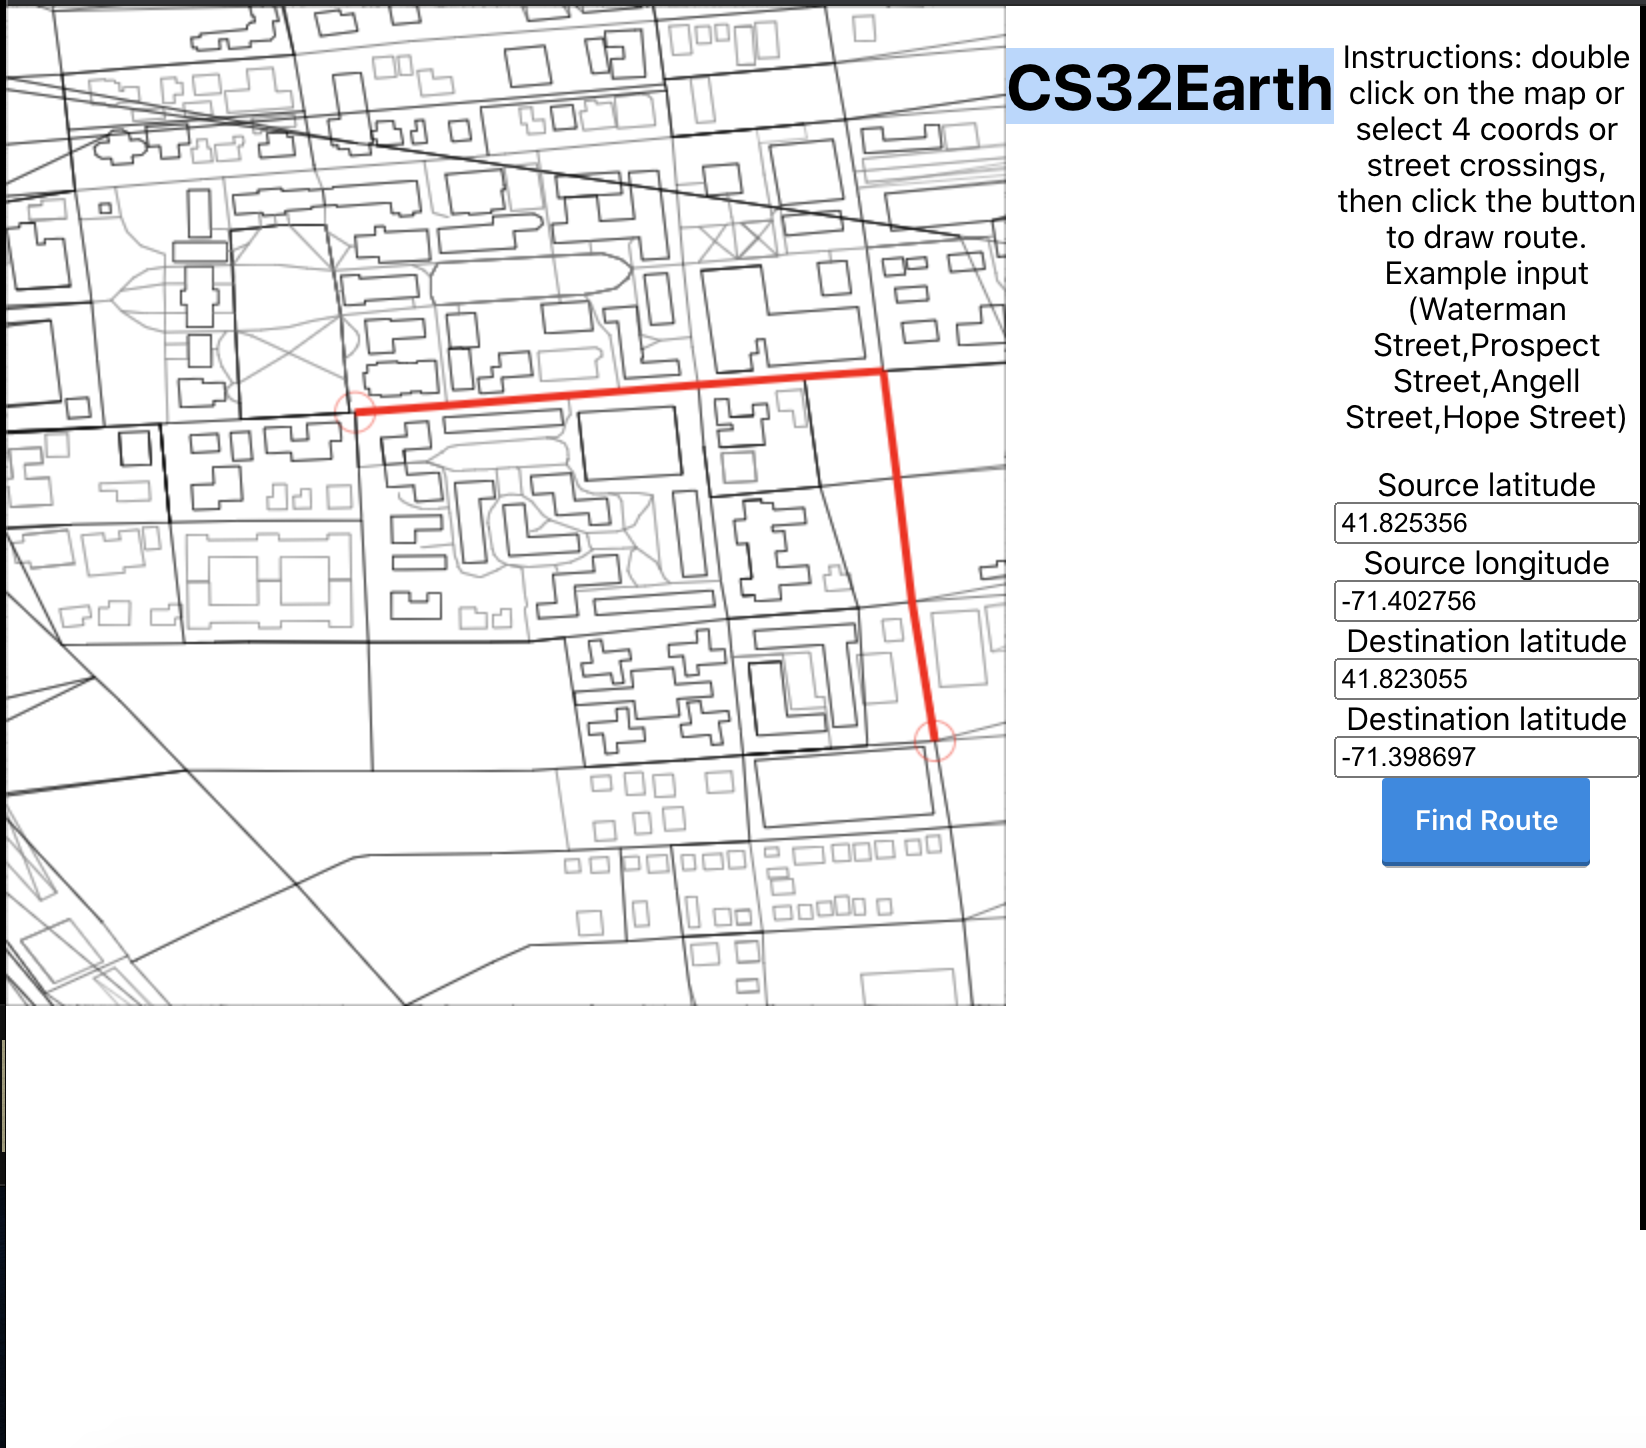 CS32Earth
Instructions: double
click on the map or
select 4 coords or
street crossings,
then click the button
to draw route.
Example input
(Waterman
Street,Prospect
Street,Angell
Street,Hope Street)
Source latitude
41.825356
Source longitude
-71.402756
Destination latitude
41.823055
Destination latitude
-71.398697
Find Route